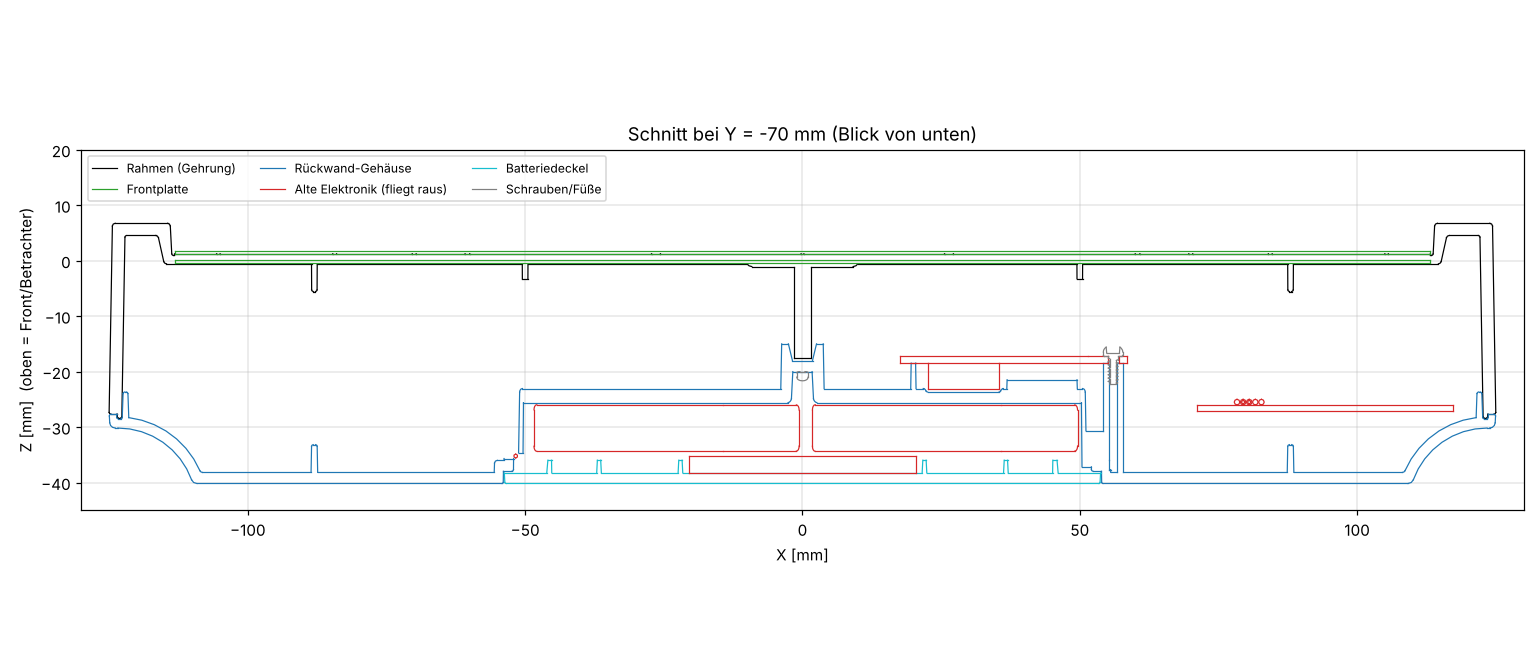 Schnitt bei Y = -70 mm (Blick von unten)
Rahmen (Gehrung)
Frontplatte
Rückwand-Gehäuse
Alte Elektronik (fliegt raus)
Batteriedeckel
Schrauben/Füße
Z [mm] (oben = Front/Betrachter)
20
10
0
−10
−20
−30
−40
−100
−50
0
50
100
X [mm]